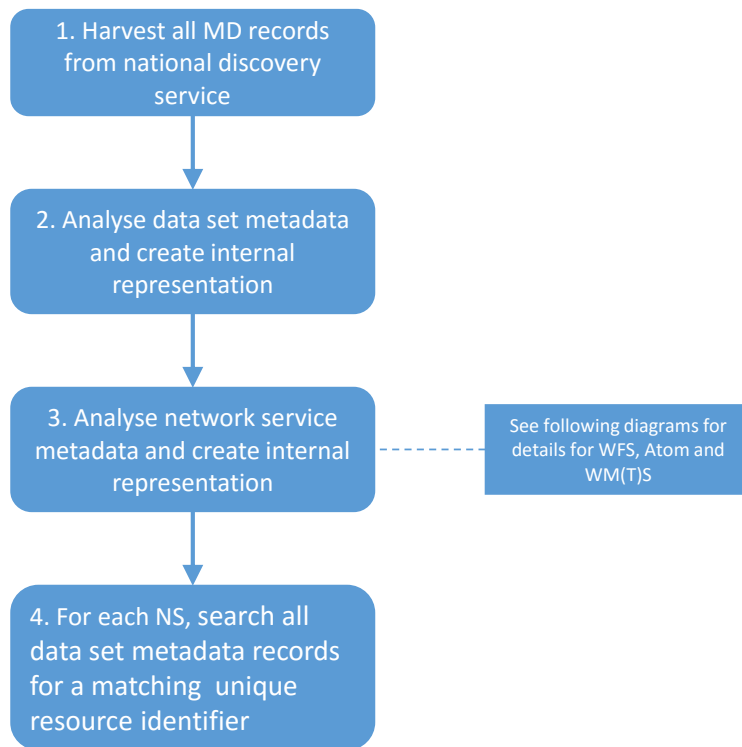 1. Harvest all MD records
from national discovery
service
2. Analyse data set metadata
and create internal
representation
3. Analyse network service
metadata and create internal
representation
See following diagrams for
details for WFS, Atom and
WM(T)S
4. For each NS, search all
data set metadata records
for a matching  unique
resource identifier